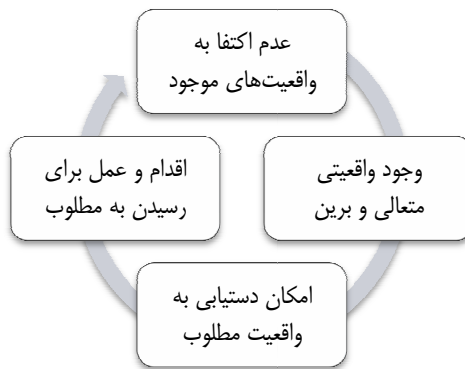 عدم اکتفا به
واقعیت‌های موجود
وجود واقعیتی
متعالی و برین
امکان دستیابی به
واقعیت مطلوب
اقدام و عمل برای
رسیدن به مطلوب